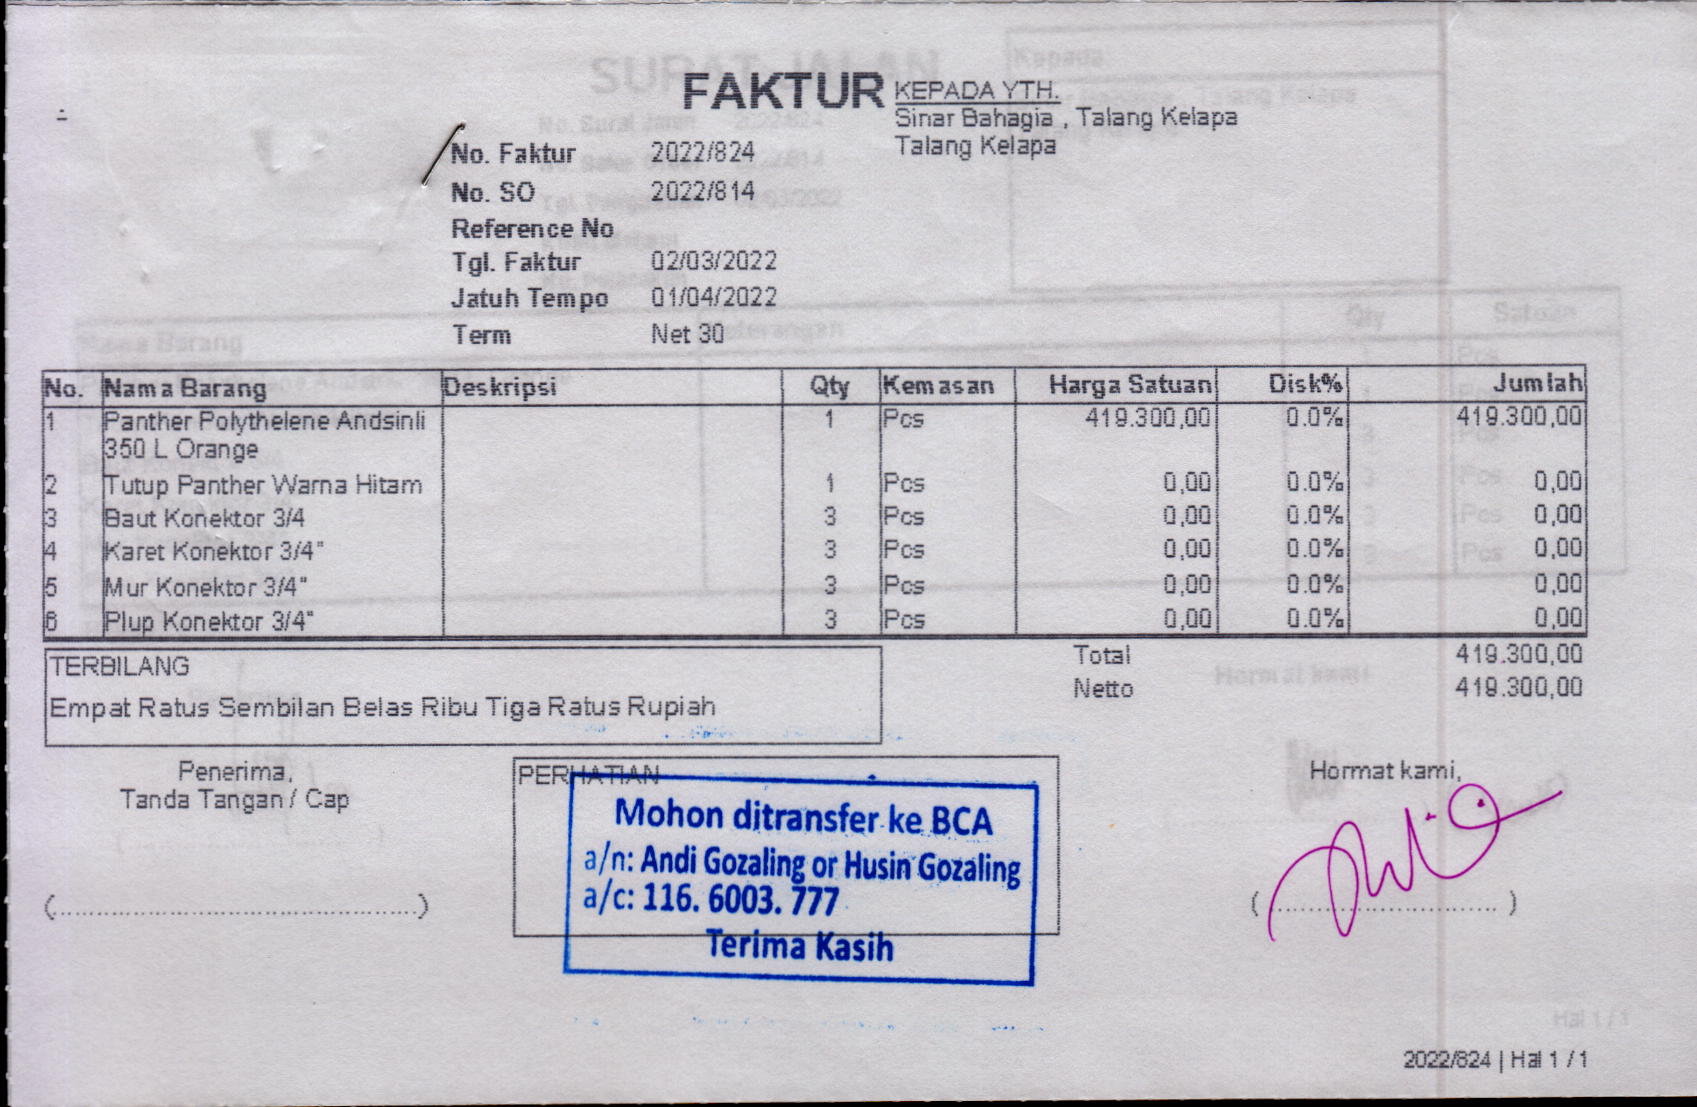 FAKTUR
KEPADA YTH.
Sinar Bahagia , Talang Kelapa
Talang Kelapa
No. Faktur 2022/824
No. SO 2022/814
Reference No
Tgl. Faktur 02/03/2022
Jatuh Tempo 01/04/2022
Term Net 30
No. Nama Barang Deskripsi Qty Kemasan Harga Satuan Disk% Jumlah
1 Panther Polythelene Andsinli 1 Pcs 419.300,00 0.0% 419.300,00
350 L Orange
2 Tutup Panther Warna Hitam 1 Pcs 0,00 0.0% 0,00
3 Baut Konektor 3/4 3 Pcs 0,00 0.0% 0,00
4 Karet Konektor 3/4" 3 Pcs 0,00 0.0% 0,00
5 Mur Konektor 3/4" 3 Pcs 0,00 0.0% 0,00
6 Plup Konektor 3/4" 3 Pcs 0,00 0.0% 0,00
Total 419.300,00
Netto 419.300,00
TERBILANG
Empat Ratus Sembilan Belas Ribu Tiga Ratus Rupiah
Penerima,
Tanda Tangan / Cap
(.....................................................)
PERHATIAN
Mohon ditransfer ke BCA
a/n: Andi Gozaling or Husin Gozaling
a/c: 116. 6003. 777
Terima Kasih
Hormat kami,
( ................................. )
2022/824 | Hal 1 / 1